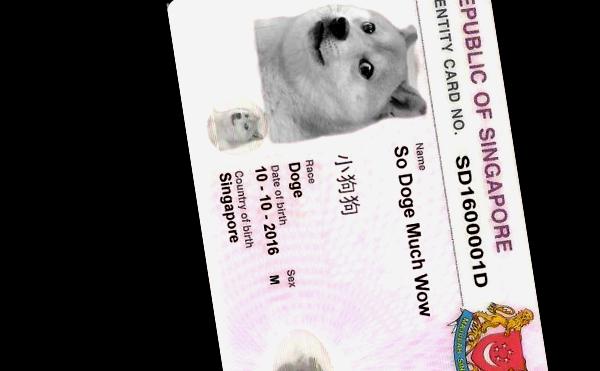 EPUBLIC OF SINGAPORE
ENTITY CARD NO. SD1600001D
Name
So Doge Much Wow
小狗狗
Race
Doge
Date of birth Sex
10 - 10 - 2016 M
Country of birth
Singapore